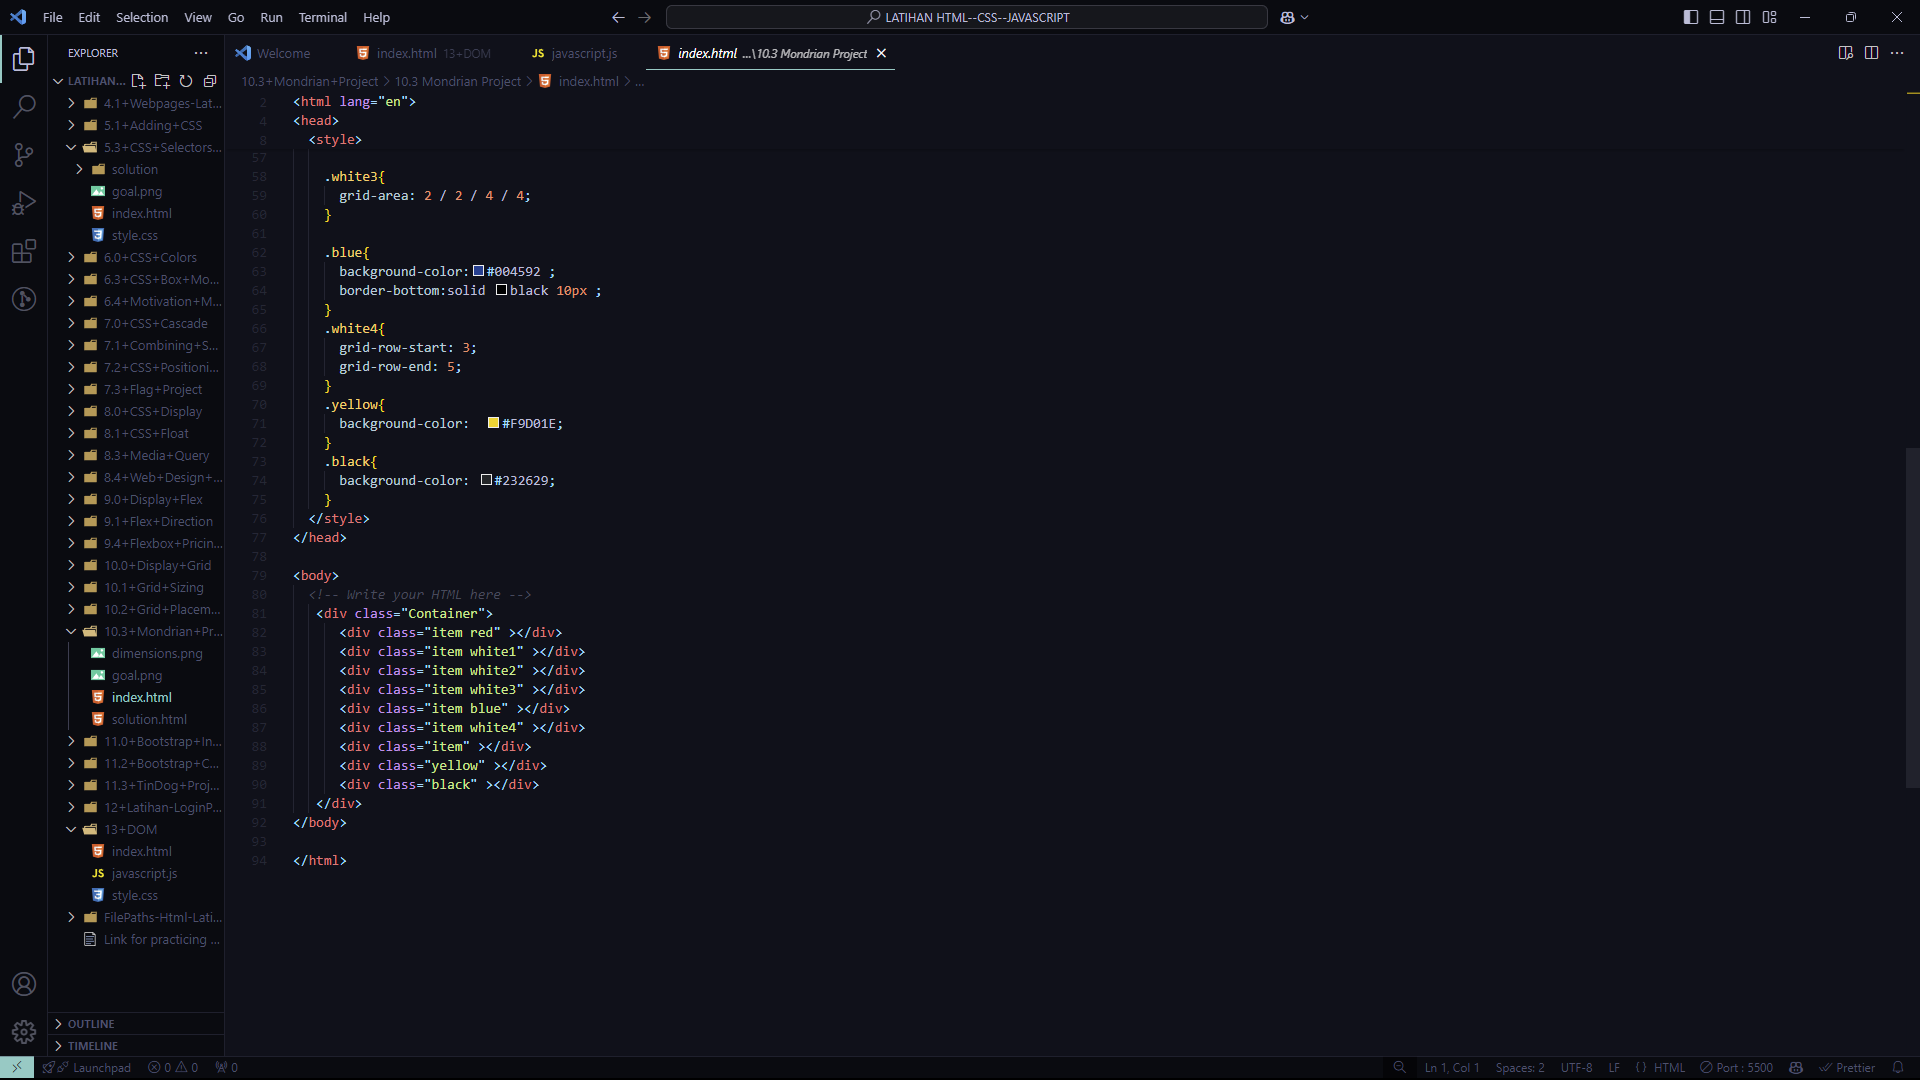 File Edit Selection View Go Run Terminal Help
LATIHAN HTML--CSS--JAVASCRIPT
EXPLORER
Welcome
index.html 13+DOM
JS javascript.js
index.html ...\10.3 Mondrian Project
LATIHAN...
10.3+Mondrian+Project > 10.3 Mondrian Project > index.html > ...
4.1+Webpages-Lat...
5.1+Adding+CSS
5.3+CSS+Selectors...
solution
goal.png
index.html
style.css
6.0+CSS+Colors
6.3+CSS+Box+Mo...
6.4+Motivation+M...
7.0+CSS+Cascade
7.1+Combining+S...
7.2+CSS+Positioni...
7.3+Flag+Project
8.0+CSS+Display
8.1+CSS+Float
8.3+Media+Query
8.4+Web+Design+...
9.0+Display+Flex
9.1+Flex+Direction
9.4+Flexbox+Pricin...
10.0+Display+Grid
10.1+Grid+Sizing
10.2+Grid+Placem...
10.3+Mondrian+Pr...
dimensions.png
goal.png
index.html
solution.html
11.0+Bootstrap+In...
11.2+Bootstrap+C...
11.3+TinDog+Proj...
12+Latihan-LoginP...
13+DOM
index.html
JS javascript.js
style.css
FilePaths-Html-Lati...
Link for practicing ...
OUTLINE
TIMELINE
2 <html lang="en">
4 <head>
8 <style>
57
58 .white3{
59 grid-area: 2 / 2 / 4 / 4;
60 }
61
62 .blue{
63 background-color: #004592 ;
64 border-bottom:solid black 10px ;
65 }
66 .white4{
67 grid-row-start: 3;
68 grid-row-end: 5;
69 }
70 .yellow{
71 background-color: #F9D01E;
72 }
73 .black{
74 background-color: #232629;
75 }
76 </style>
77 </head>
78
79 <body>
80 <!-- Write your HTML here -->
81 <div class="Container">
82 <div class="item red" ></div>
83 <div class="item white1" ></div>
84 <div class="item white2" ></div>
85 <div class="item white3" ></div>
86 <div class="item blue" ></div>
87 <div class="item white4" ></div>
88 <div class="item" ></div>
89 <div class="yellow" ></div>
90 <div class="black" ></div>
91 </div>
92 </body>
93
94 </html>
Launchpad 0 0 0
Ln 1, Col 1 Spaces: 2 UTF-8 LF {} HTML Port : 5500 Prettier